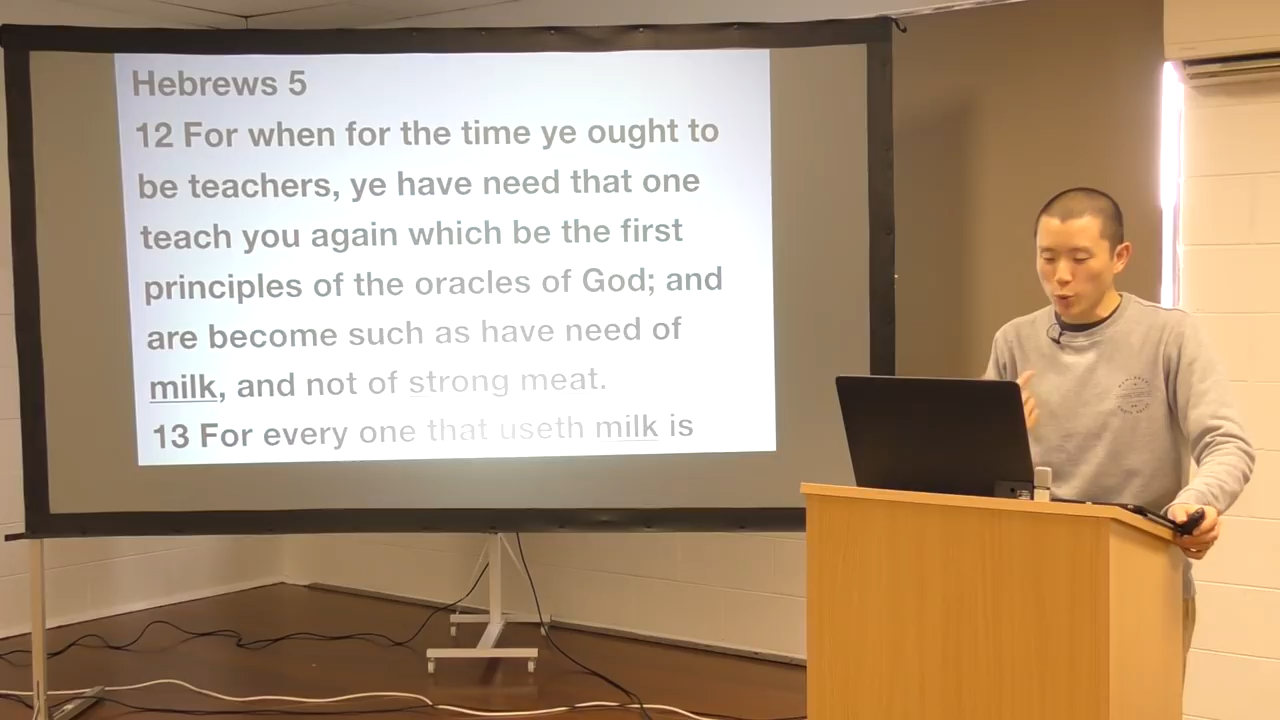 Hebrews 5
12 For when for the time ye ought to
be teachers, ye have need that one
teach you again which be the first
principles of the oracles of God; and
are become such as have need of
milk, and not of strong meat.
13 For every one that useth milk is